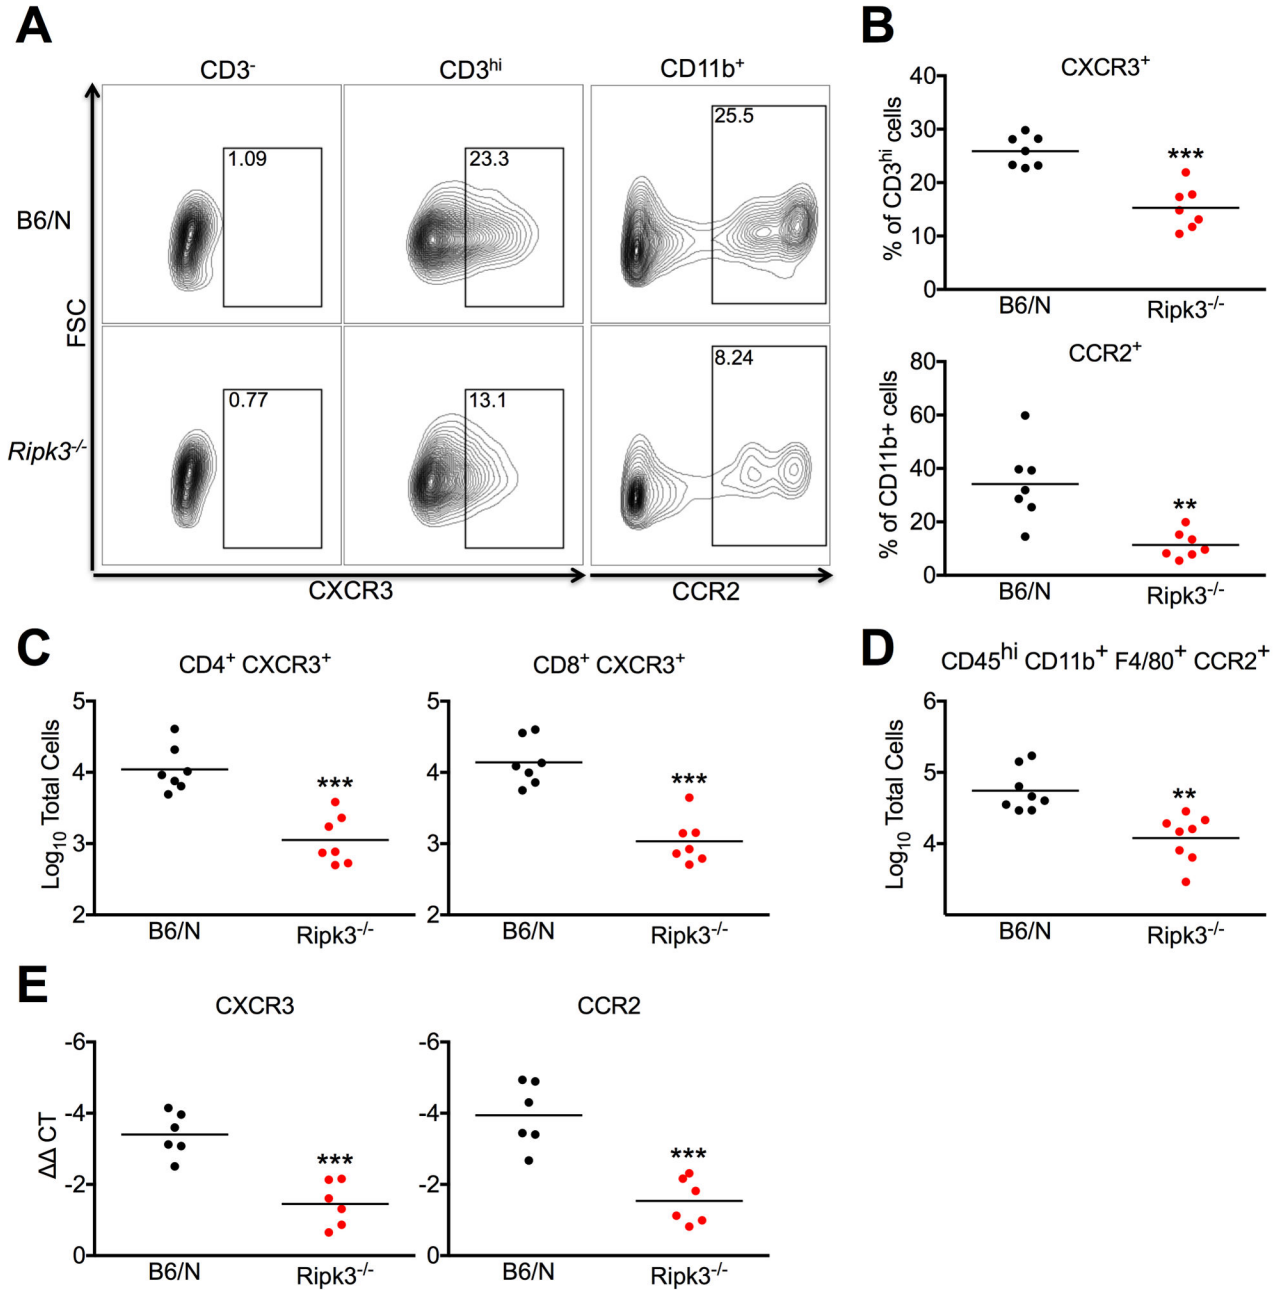 A
CD3⁻ CD3ʰⁱ CD11b⁺
B6/N
1.09 23.3 25.5
FSC
Ripk3⁻/⁻
0.77 13.1 8.24
CXCR3 CCR2
B
CXCR3⁺
% of CD3ʰⁱ cells
40
30
20
10
0
***
B6/N Ripk3⁻/⁻
CCR2⁺
% of CD11b+ cells
80
60
40
20
0
**
B6/N Ripk3⁻/⁻
C
CD4⁺ CXCR3⁺
Log₁₀ Total Cells
5
4
3
2
***
B6/N Ripk3⁻/⁻
CD8⁺ CXCR3⁺
5
4
3
2
***
B6/N Ripk3⁻/⁻
D
CD45ʰⁱ CD11b⁺ F4/80⁺ CCR2⁺
Log₁₀ Total Cells
6
5
4
**
B6/N Ripk3⁻/⁻
E
CXCR3
ΔΔ CT
-6
-4
-2
0
***
B6/N Ripk3⁻/⁻
CCR2
-6
-4
-2
0
***
B6/N Ripk3⁻/⁻